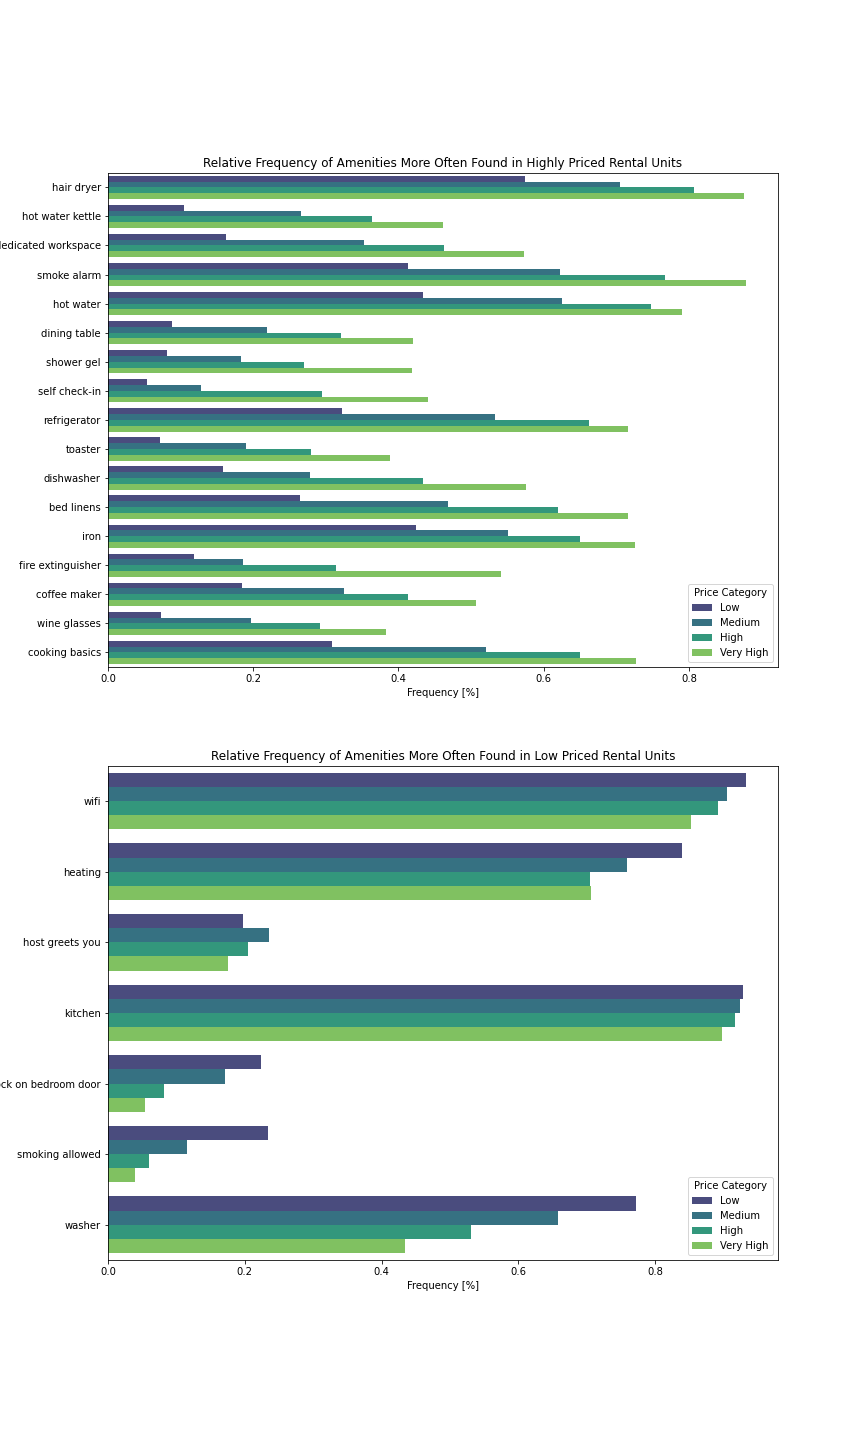 Relative Frequency of Amenities More Often Found in Highly Priced Rental Units
hair dryer
hot water kettle
dedicated workspace
smoke alarm
hot water
dining table
shower gel
self check-in
refrigerator
toaster
dishwasher
bed linens
iron
fire extinguisher
coffee maker
wine glasses
cooking basics
Price Category
Low
Medium
High
Very High
0.0 0.2 0.4 0.6 0.8
Frequency [%]
Relative Frequency of Amenities More Often Found in Low Priced Rental Units
wifi
heating
host greets you
kitchen
ck on bedroom door
smoking allowed
washer
Price Category
Low
Medium
High
Very High
0.0 0.2 0.4 0.6 0.8
Frequency [%]